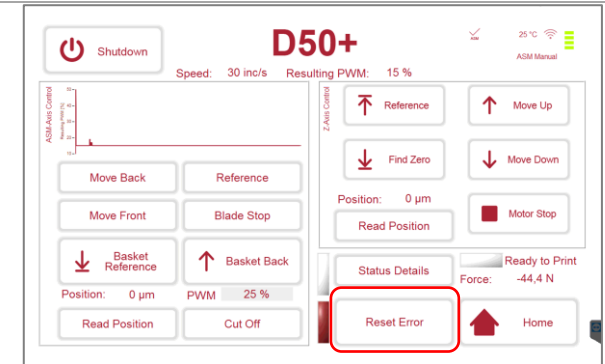 Shutdown
D50+
ASM
25 °C
ASM Manual
Speed: 30 inc/s Resulting PWM: 15 %
ASM-Axis Control
Resulting PWM [%]
Move Back
Reference
Move Front
Blade Stop
Basket
Reference
Basket Back
Position: 0 µm
PWM 25 %
Read Position
Cut Off
Z-Axis Control
Reference
Move Up
Find Zero
Move Down
Position: 0 µm
Read Position
Motor Stop
Status Details
Ready to Print
Force: -44,4 N
Reset Error
Home